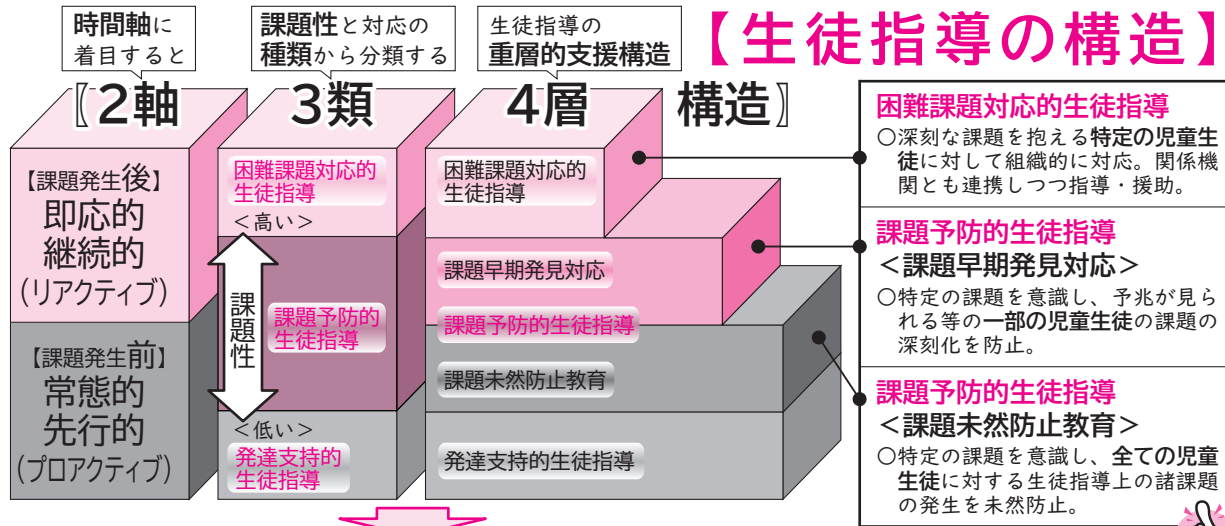 【生徒指導の構造】
時間軸に
着目すると
課題性と対応の
種類から分類する
生徒指導の
重層的支援構造
〚2軸 3類 4層 構造〛
【課題発生後】
即応的
継続的
(リアクティブ)
【課題発生前】
常態的
先行的
(プロアクティブ)
困難課題対応的
生徒指導
<高い>
課題性
課題予防的
生徒指導
<低い>
発達支持的
生徒指導
困難課題対応的
生徒指導
課題早期発見対応
課題予防的生徒指導
課題未然防止教育
発達支持的生徒指導
困難課題対応的生徒指導
○深刻な課題を抱える特定の児童生
徒に対して組織的に対応。関係機
関とも連携しつつ指導・援助。
課題予防的生徒指導
<課題早期発見対応>
○特定の課題を意識し、予兆が見ら
れる等の一部の児童生徒の課題の
深刻化を防止。
課題予防的生徒指導
<課題未然防止教育>
○特定の課題を意識し、全ての児童
生徒に対する生徒指導上の諸課題
の発生を未然防止。